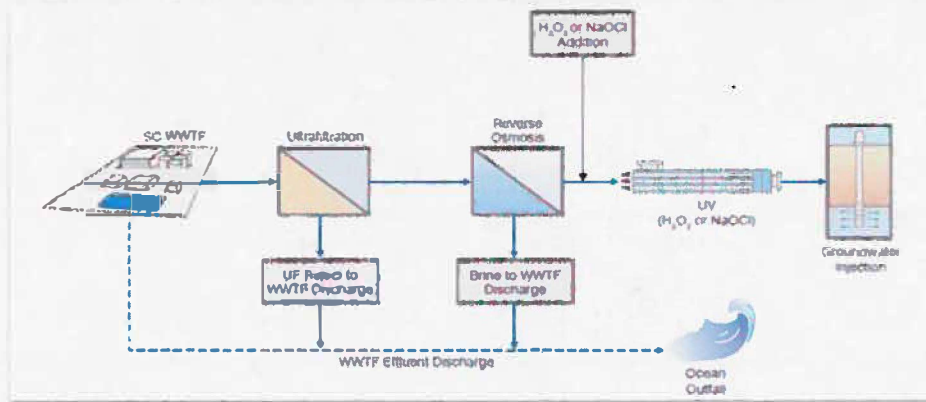 H₂O₂ or NaOCl
Addition
SC WWTF
Ultrafiltration
Reverse
Osmosis
UV
(H₂O₂ or NaOCl)
Groundwater
Injection
UF Reject to
WWTF Discharge
Brine to WWTF
Discharge
WWTF Effluent Discharge
Ocean
Outfall